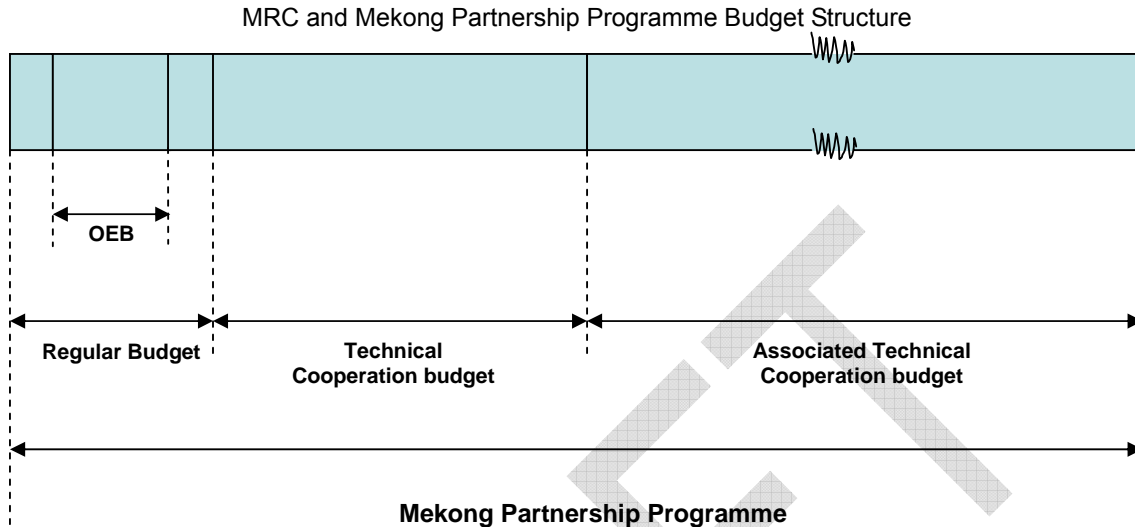 MRC and Mekong Partnership Programme Budget Structure
OEB
Regular Budget
Technical
Cooperation budget
Associated Technical
Cooperation budget
Mekong Partnership Programme